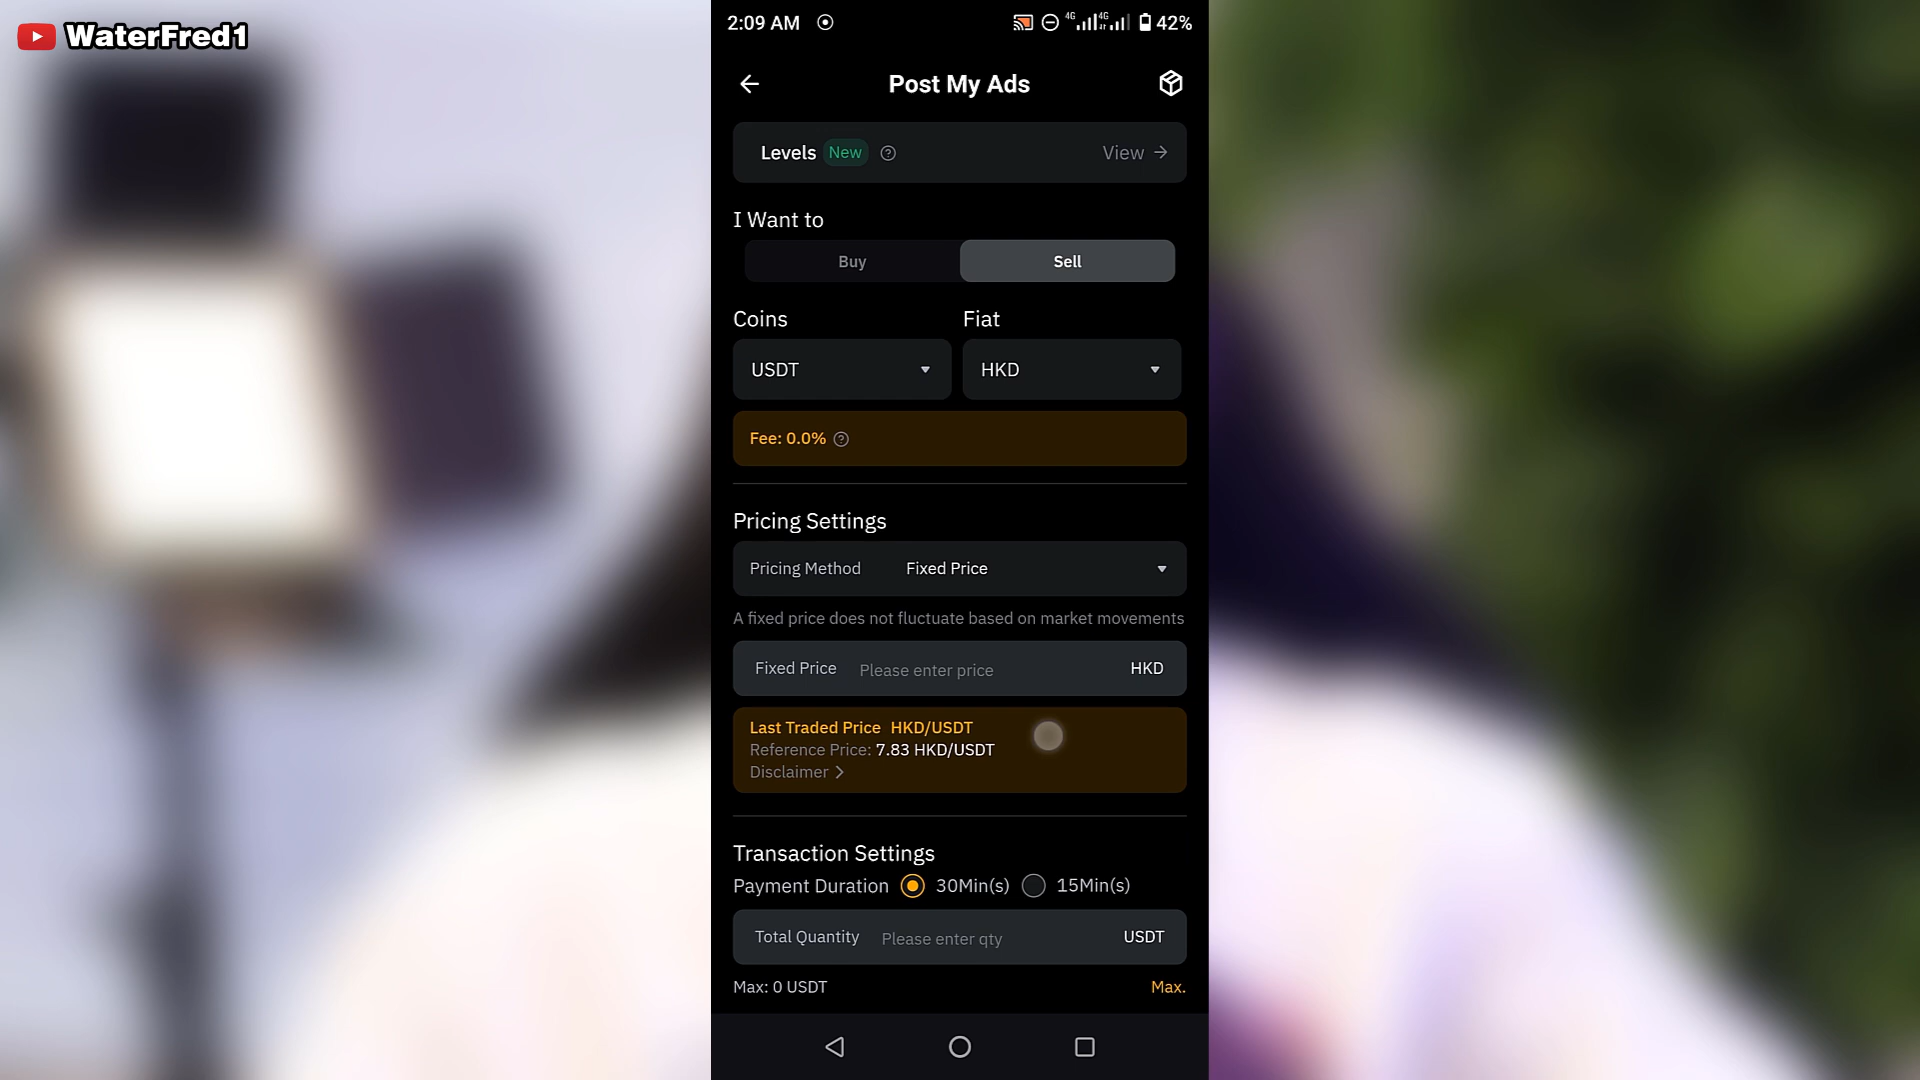 WaterFred1
2:09 AM 4G 4G 42%
Post My Ads
Levels New View
I Want to
Buy Sell
Coins Fiat
USDT HKD
Fee: 0.0%
Pricing Settings
Pricing Method Fixed Price
A fixed price does not fluctuate based on market movements
Fixed Price Please enter price HKD
Last Traded Price HKD/USDT
Reference Price: 7.83 HKD/USDT
Disclaimer
Transaction Settings
Payment Duration 30Min(s) 15Min(s)
Total Quantity Please enter qty USDT
Max: 0 USDT Max.